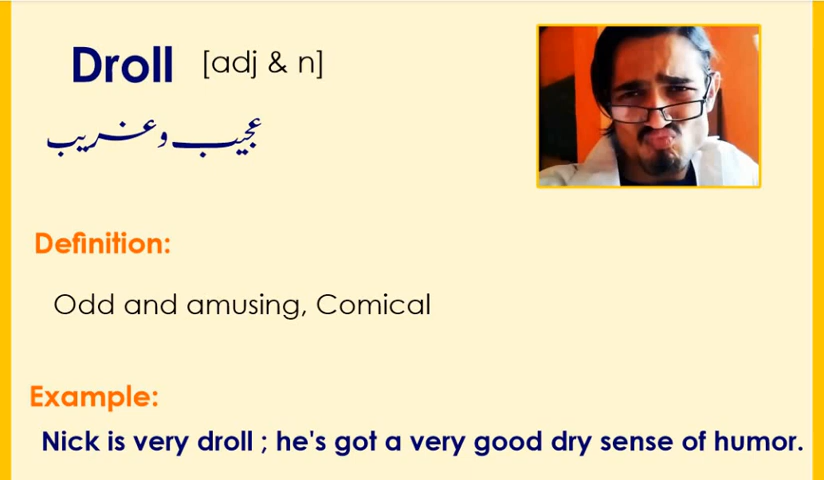 Droll [adj & n]
عجیب و غریب
Definition:
Odd and amusing, Comical
Example:
Nick is very droll ; he's got a very good dry sense of humor.